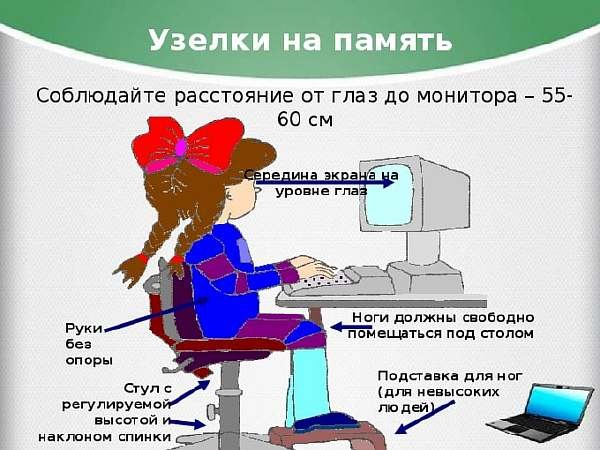 Узелки на память
Соблюдайте расстояние от глаз до монитора – 55-
60 см
Середина экрана на
уровне глаз
Руки
без
опоры
Ноги должны свободно
помещаться под столом
Стул с
регулируемой
высотой и
наклоном спинки
Подставка для ног
(для невысоких
людей)